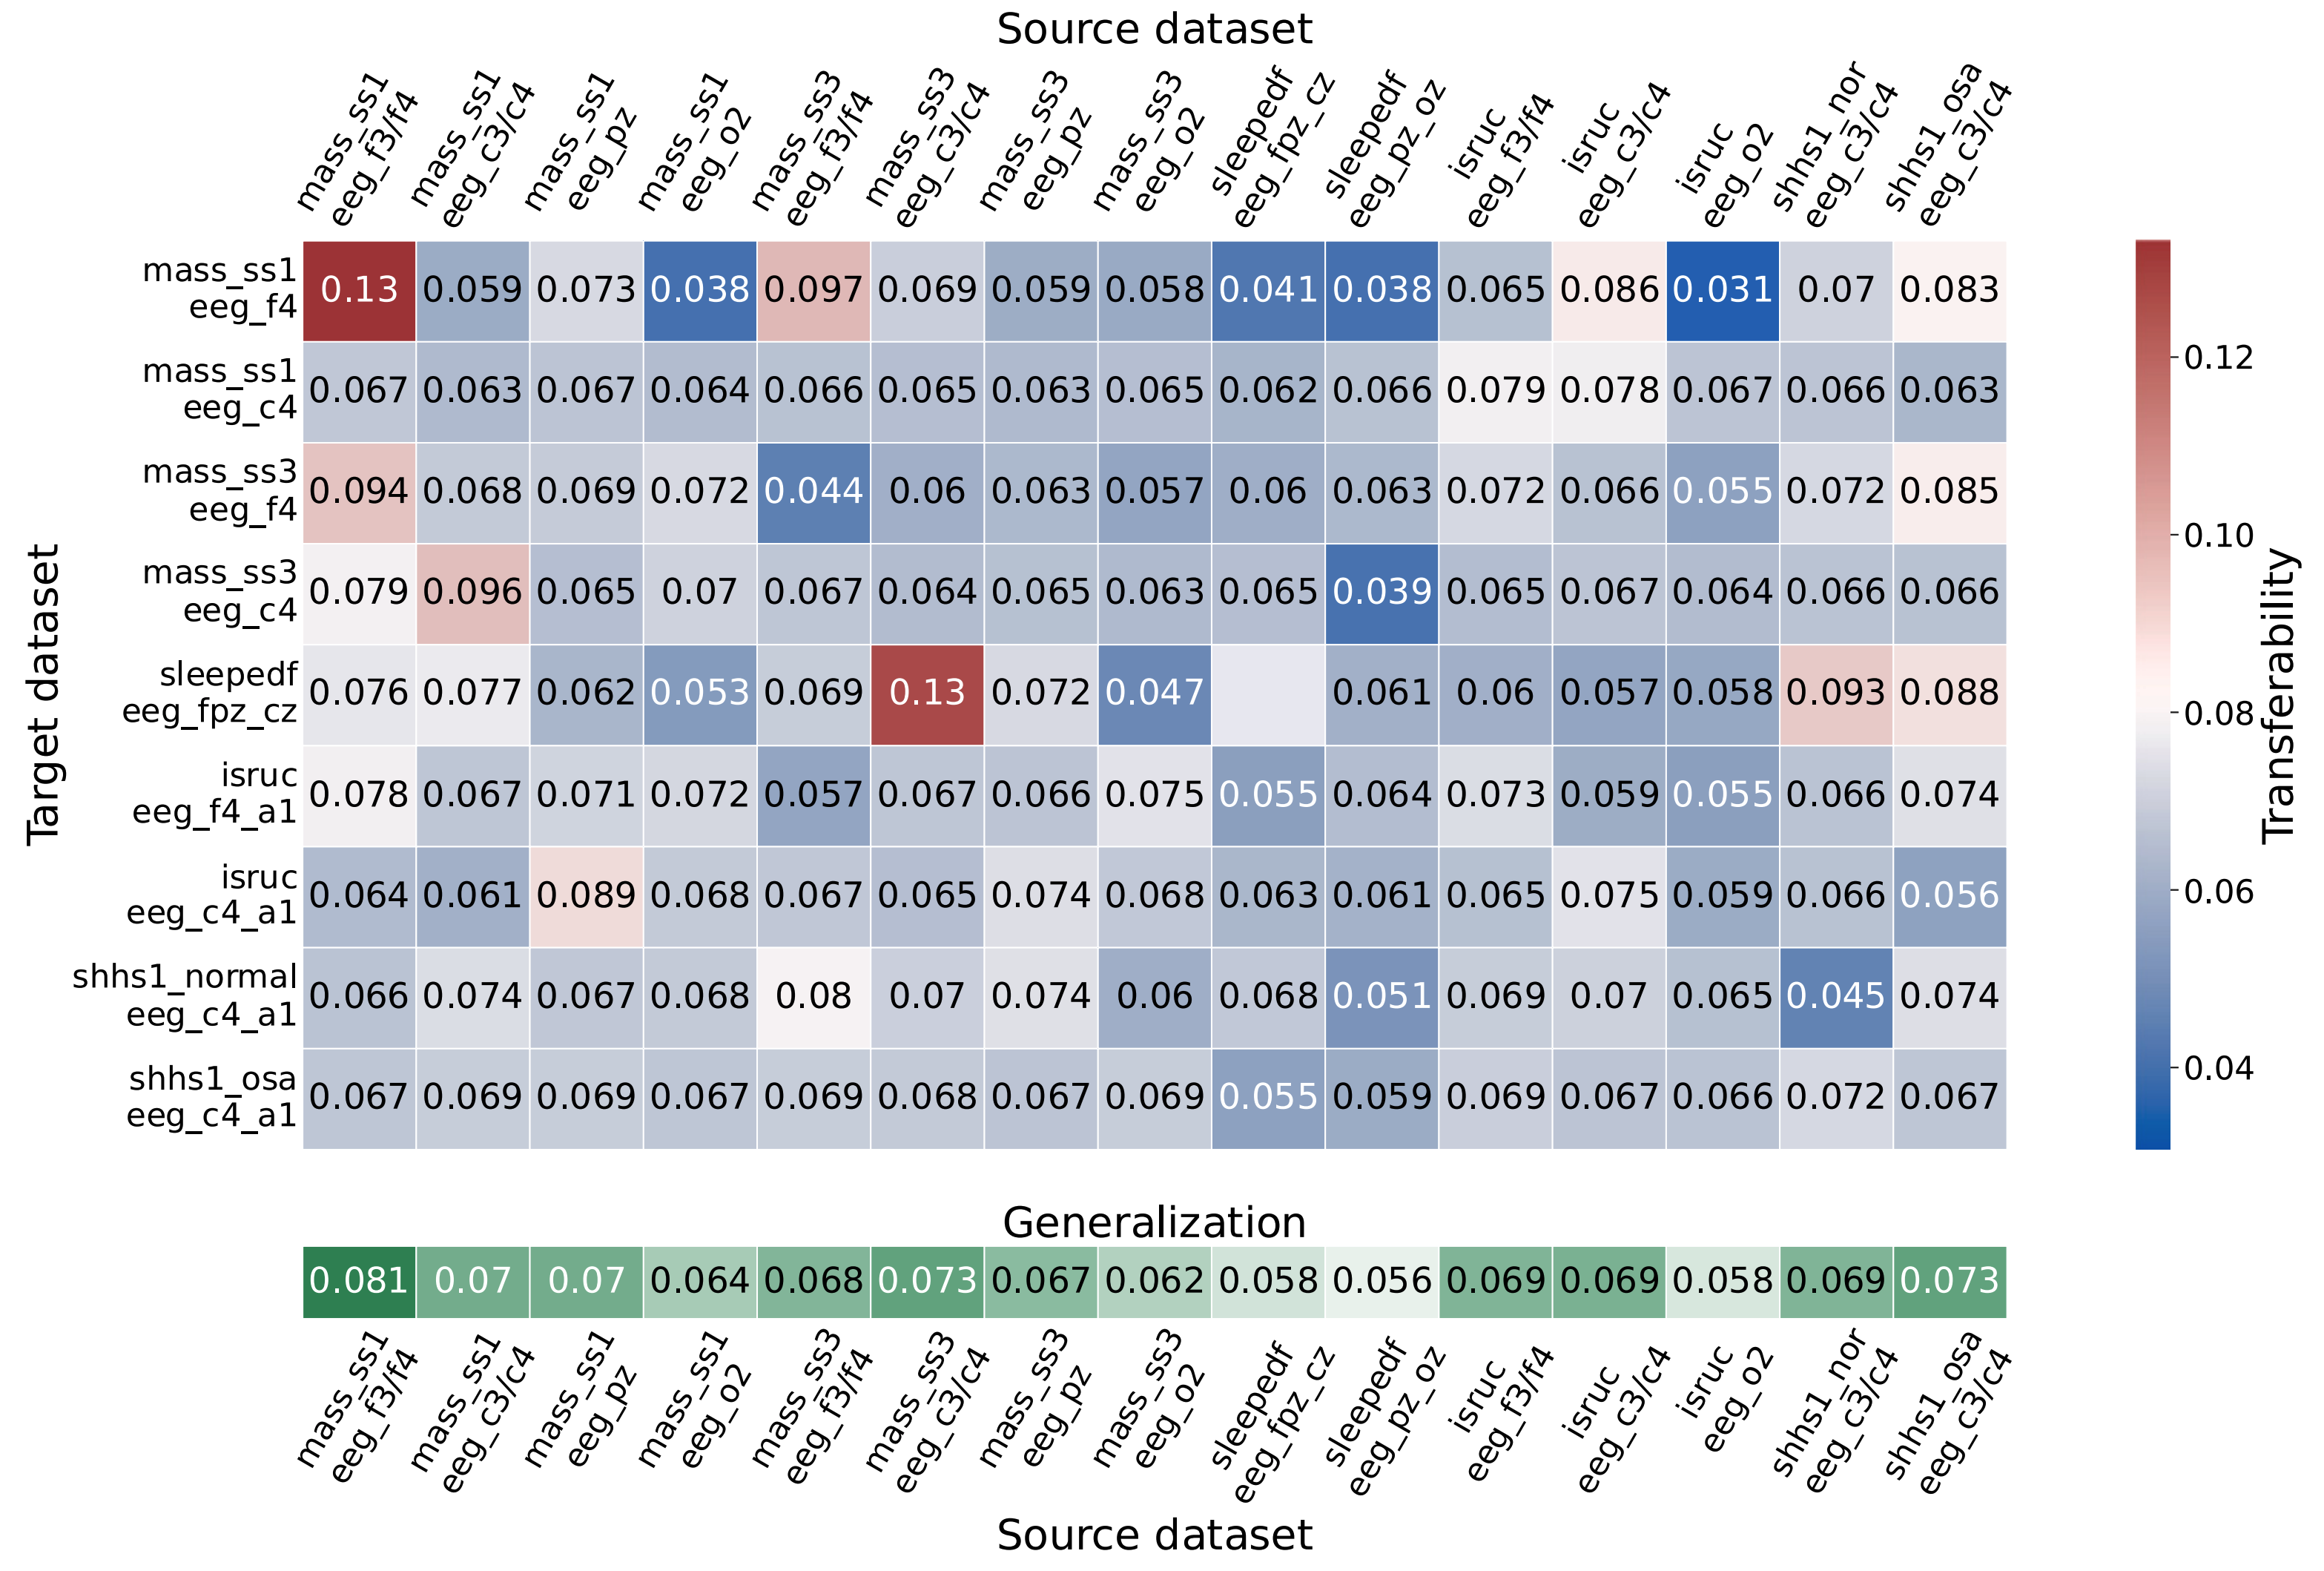 Source dataset
mass_ss1
eeg_f3/f4
mass_ss1
eeg_c3/c4
mass_ss1
eeg_pz
mass_ss1
eeg_o2
mass_ss3
eeg_f3/f4
mass_ss3
eeg_c3/c4
mass_ss3
eeg_pz
mass_ss3
eeg_o2
sleepedf
eeg_fpz_cz
sleepedf
eeg_pz_oz
isruc
eeg_f3/f4
isruc
eeg_c3/c4
isruc
eeg_o2
shhs1_nor
eeg_c3/c4
shhs1_osa
eeg_c3/c4
Target dataset
mass_ss1
eeg_f4
0.13 0.059 0.073 0.038 0.097 0.069 0.059 0.058 0.041 0.038 0.065 0.086 0.031 0.07 0.083
mass_ss1
eeg_c4
0.067 0.063 0.067 0.064 0.066 0.065 0.063 0.065 0.062 0.066 0.079 0.078 0.067 0.066 0.063
mass_ss3
eeg_f4
0.094 0.068 0.069 0.072 0.044 0.06 0.063 0.057 0.06 0.063 0.072 0.066 0.055 0.072 0.085
mass_ss3
eeg_c4
0.079 0.096 0.065 0.07 0.067 0.064 0.065 0.063 0.065 0.039 0.065 0.067 0.064 0.066 0.066
sleepedf
eeg_fpz_cz
0.076 0.077 0.062 0.053 0.069 0.13 0.072 0.047 0.061 0.06 0.057 0.058 0.093 0.088
isruc
eeg_f4_a1
0.078 0.067 0.071 0.072 0.057 0.067 0.066 0.075 0.055 0.064 0.073 0.059 0.055 0.066 0.074
isruc
eeg_c4_a1
0.064 0.061 0.089 0.068 0.067 0.065 0.074 0.068 0.063 0.061 0.065 0.075 0.059 0.066 0.056
shhs1_normal
eeg_c4_a1
0.066 0.074 0.067 0.068 0.08 0.07 0.074 0.06 0.068 0.051 0.069 0.07 0.065 0.045 0.074
shhs1_osa
eeg_c4_a1
0.067 0.069 0.069 0.067 0.069 0.068 0.067 0.069 0.055 0.059 0.069 0.067 0.066 0.072 0.067
0.12
0.10
0.08
0.06
0.04
Transferability
Generalization
0.081 0.07 0.07 0.064 0.068 0.073 0.067 0.062 0.058 0.056 0.069 0.069 0.058 0.069 0.073
mass_ss1
eeg_f3/f4
mass_ss1
eeg_c3/c4
mass_ss1
eeg_pz
mass_ss1
eeg_o2
mass_ss3
eeg_f3/f4
mass_ss3
eeg_c3/c4
mass_ss3
eeg_pz
mass_ss3
eeg_o2
sleepedf
eeg_fpz_cz
sleepedf
eeg_pz_oz
isruc
eeg_f3/f4
isruc
eeg_c3/c4
isruc
eeg_o2
shhs1_nor
eeg_c3/c4
shhs1_osa
eeg_c3/c4
Source dataset